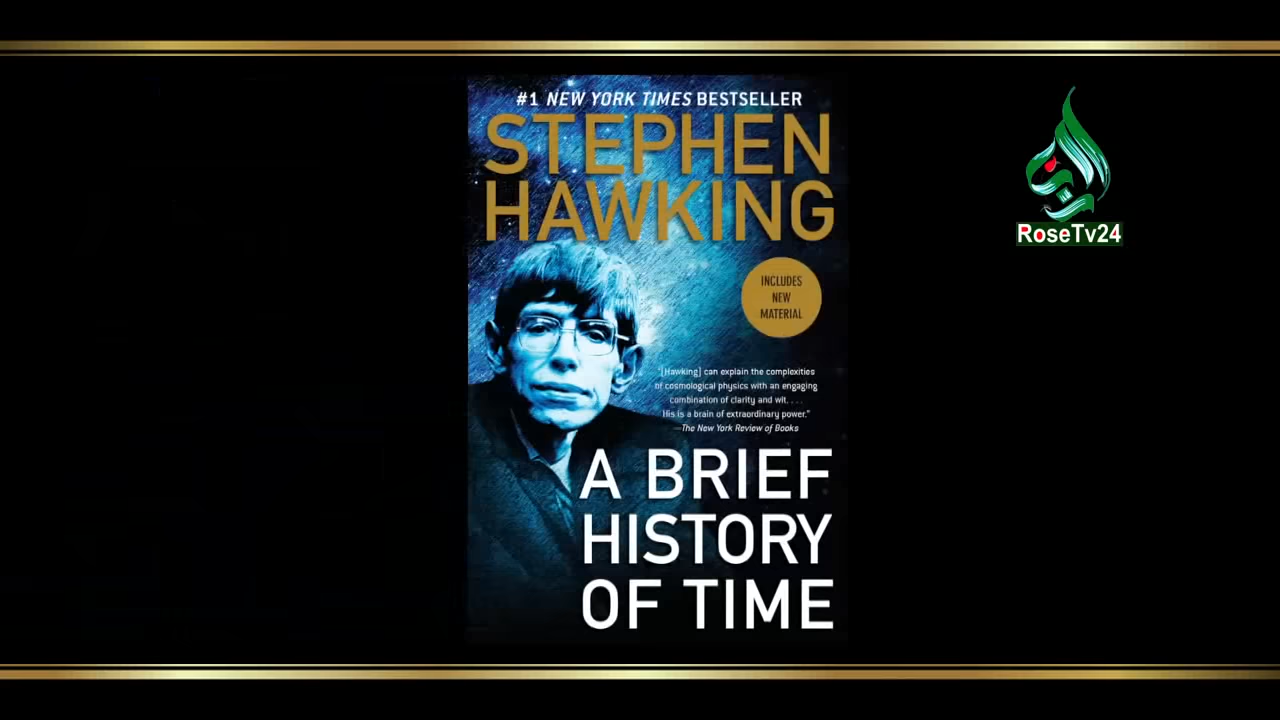 #1 NEW YORK TIMES BESTSELLER
STEPHEN
HAWKING
INCLUDES
NEW
MATERIAL
"[Hawking] can explain the complexities
of cosmological physics with an engaging
combination of clarity and wit. . . .
His is a brain of extraordinary power."
—The New York Review of Books
A BRIEF
HISTORY
OF TIME
RoseTv24